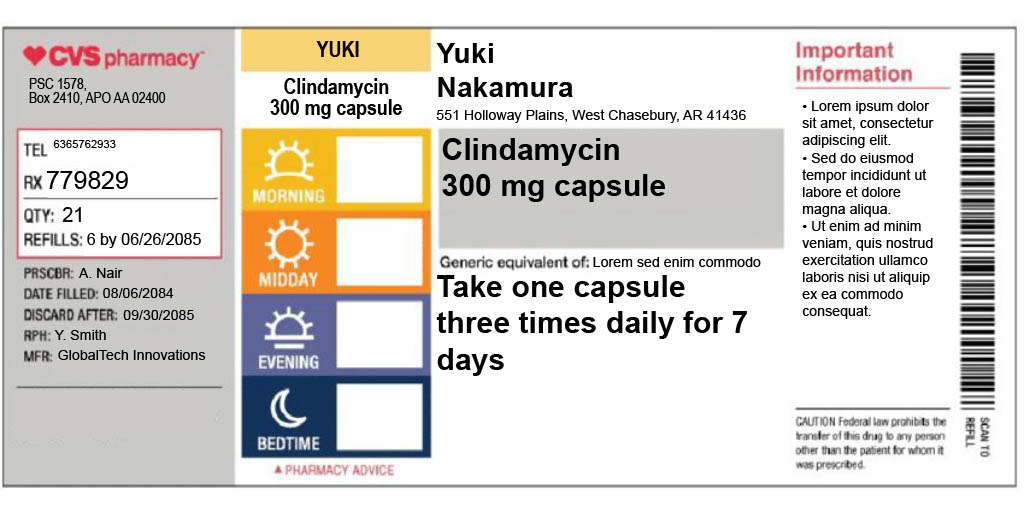 CVS pharmacy
PSC 1578,
Box 2410, APO AA 02400
TEL 6365762933
RX 779829
QTY: 21
REFILLS: 6 by 06/26/2085
PRSCBR: A. Nair
DATE FILLED: 08/06/2084
DISCARD AFTER: 09/30/2085
RPH: Y. Smith
MFR: GlobalTech Innovations
YUKI
Clindamycin
300 mg capsule
MORNING
MIDDAY
EVENING
BEDTIME
▲ PHARMACY ADVICE
Yuki
Nakamura
551 Holloway Plains, West Chasebury, AR 41436
Clindamycin
300 mg capsule
Generic equivalent of: Lorem sed enim commodo
Take one capsule
three times daily for 7
days
Important
Information
• Lorem ipsum dolor
sit amet, consectetur
adipiscing elit.
• Sed do eiusmod
tempor incididunt ut
labore et dolore
magna aliqua.
• Ut enim ad minim
veniam, quis nostrud
exercitation ullamco
laboris nisi ut aliquip
ex ea commodo
consequat.
CAUTION Federal law prohibits the
transfer of this drug to any person
other than the patient for whom it
was prescribed.
SCAN TO
REFILL